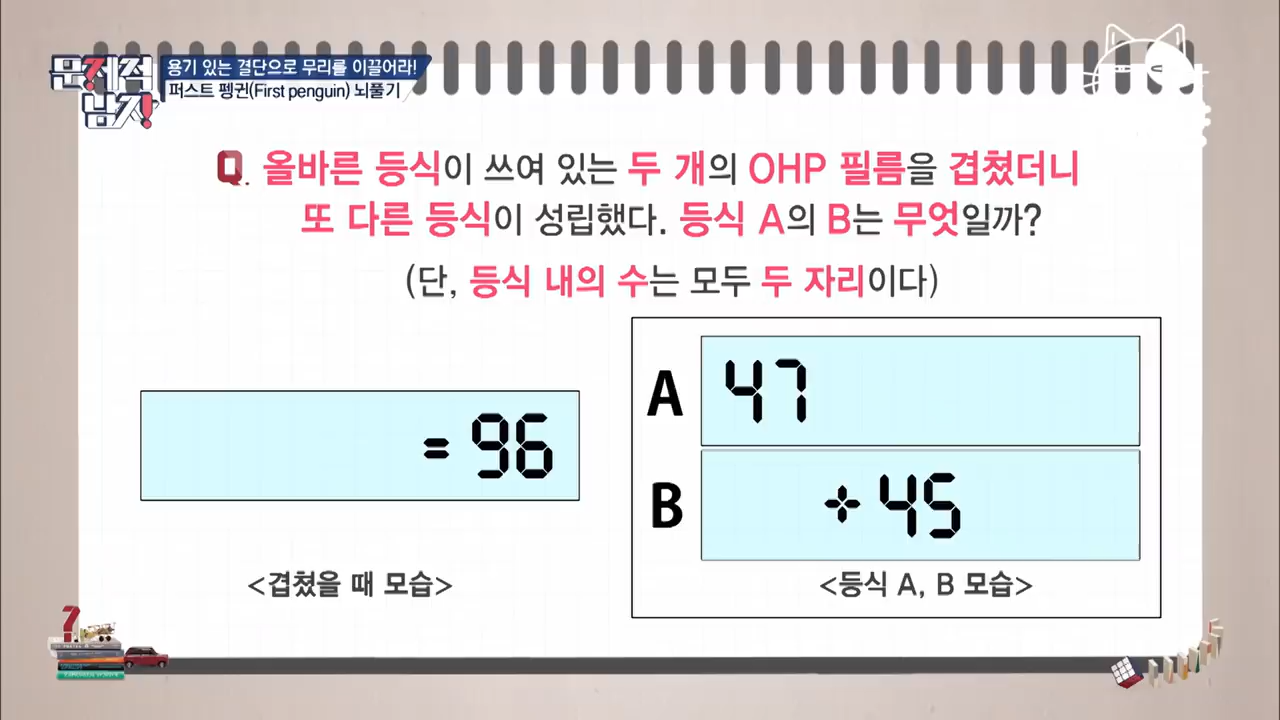 문제적
남자!
용기 있는 결단으로 무리를 이끌어라!
퍼스트 펭귄(First penguin) 뇌풀기
Q. 올바른 등식이 쓰여 있는 두 개의 OHP 필름을 겹쳤더니
또 다른 등식이 성립했다. 등식 A의 B는 무엇일까?
(단, 등식 내의 수는 모두 두 자리이다)
= 96
<겹쳤을 때 모습>
A 47
B + 45
<등식 A, B 모습>